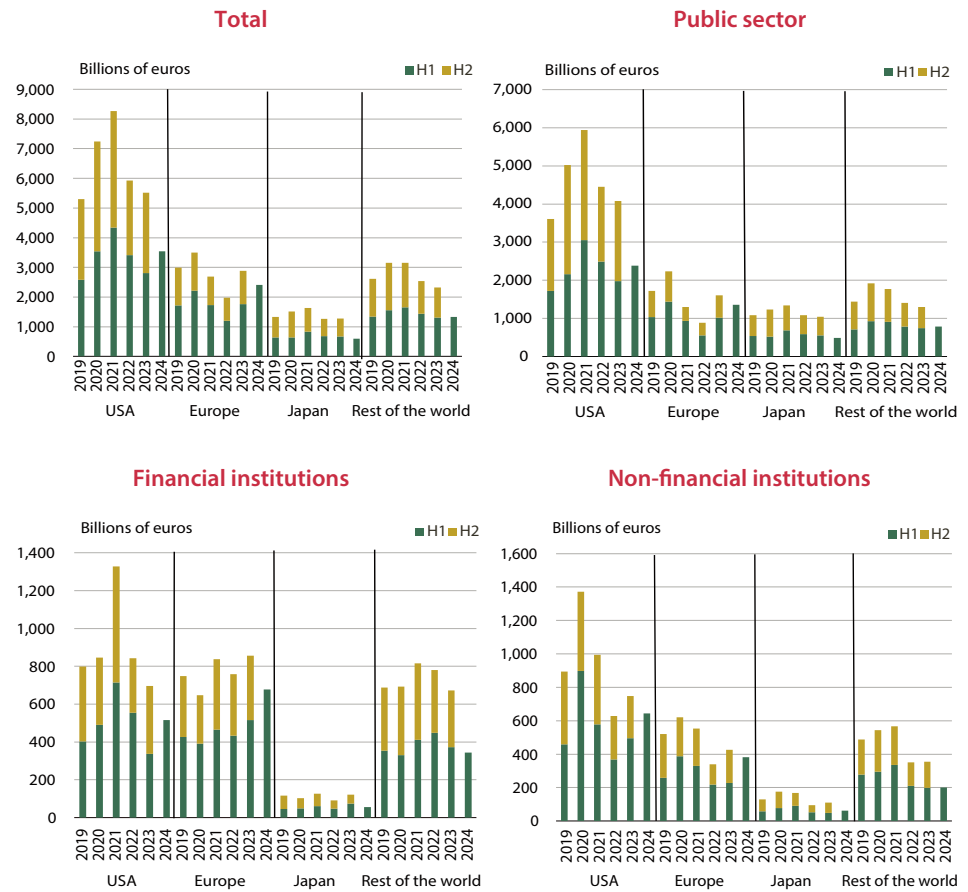 Total
Billions of euros
H1 H2
9,000
8,000
7,000
6,000
5,000
4,000
3,000
2,000
1,000
0
2019 2020 2021 2022 2023 2024 2019 2020 2021 2022 2023 2024 2019 2020 2021 2022 2023 2024 2019 2020 2021 2022 2023 2024
USA Europe Japan Rest of the world
Public sector
Billions of euros
H1 H2
7,000
6,000
5,000
4,000
3,000
2,000
1,000
0
2019 2020 2021 2022 2023 2024 2019 2020 2021 2022 2023 2024 2019 2020 2021 2022 2023 2024 2019 2020 2021 2022 2023 2024
USA Europe Japan Rest of the world
Financial institutions
Billions of euros
H1 H2
1,400
1,200
1,000
800
600
400
200
0
2019 2020 2021 2022 2023 2024 2019 2020 2021 2022 2023 2024 2019 2020 2021 2022 2023 2024 2019 2020 2021 2022 2023 2024
USA Europe Japan Rest of the world
Non-financial institutions
Billions of euros
H1 H2
1,600
1,400
1,200
1,000
800
600
400
200
0
2019 2020 2021 2022 2023 2024 2019 2020 2021 2022 2023 2024 2019 2020 2021 2022 2023 2024 2019 2020 2021 2022 2023 2024
USA Europe Japan Rest of the world